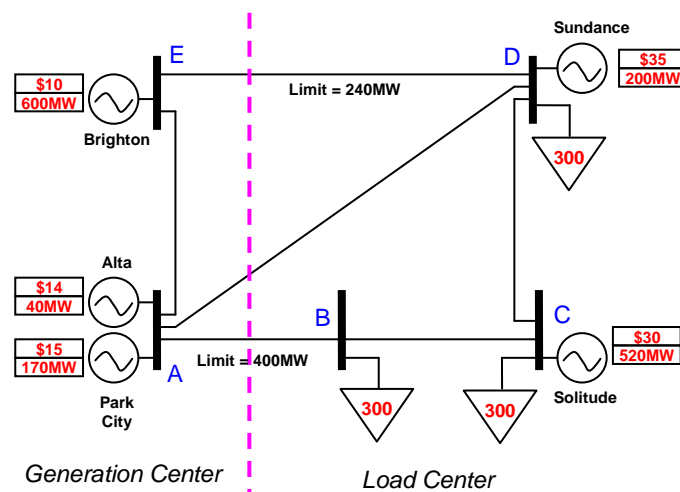 Sundance
E
D
$10
600MW
Brighton
Limit = 240MW
$35
200MW
300
Alta
$14
40MW
B
C
$15
170MW
A
Limit = 400MW
$30
520MW
Park
City
300
300
Solitude
Generation Center
Load Center